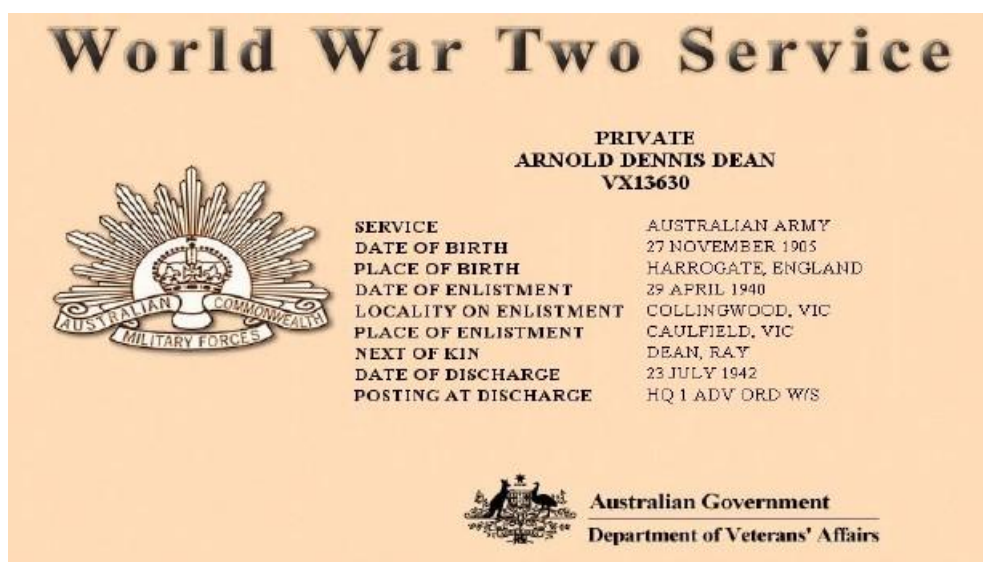 World War Two Service
PRIVATE
ARNOLD DENNIS DEAN
VX13630
SERVICE AUSTRALIAN ARMY
DATE OF BIRTH 27 NOVEMBER 1905
PLACE OF BIRTH HARROGATE, ENGLAND
DATE OF ENLISTMENT 29 APRIL 1940
LOCALITY ON ENLISTMENT COLLINGWOOD, VIC
PLACE OF ENLISTMENT CAULFIELD, VIC
NEXT OF KIN DEAN, RAY
DATE OF DISCHARGE 23 JULY 1942
POSTING AT DISCHARGE HQ 1 ADV ORD W/S
AUSTRALIAN COMMONWEALTH
MILITARY FORCES
Australian Government
Department of Veterans' Affairs